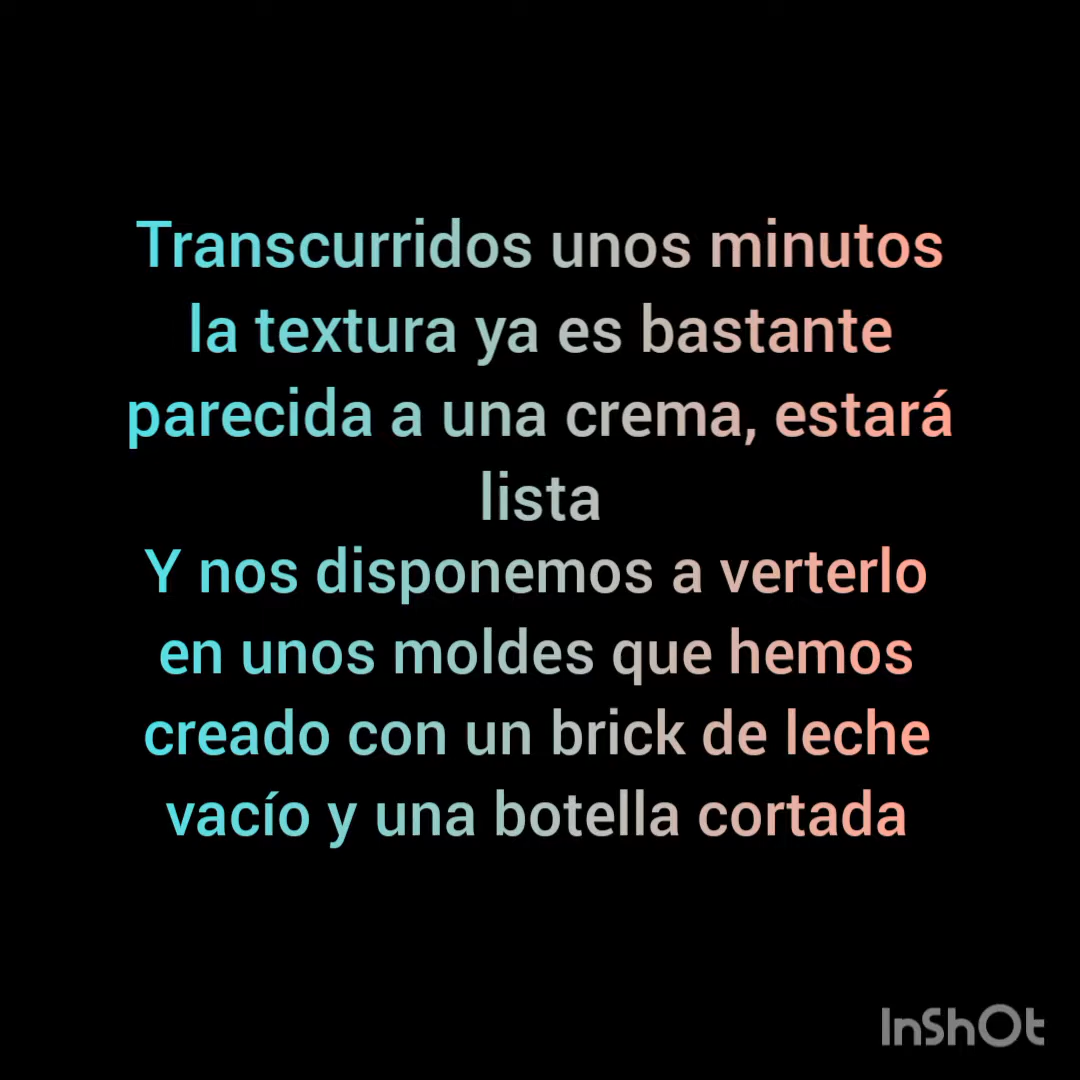 Transcurridos unos minutos
la textura ya es bastante
parecida a una crema, estará
lista
Y nos disponemos a verterlo
en unos moldes que hemos
creado con un brick de leche
vacío y una botella cortada
InShOt